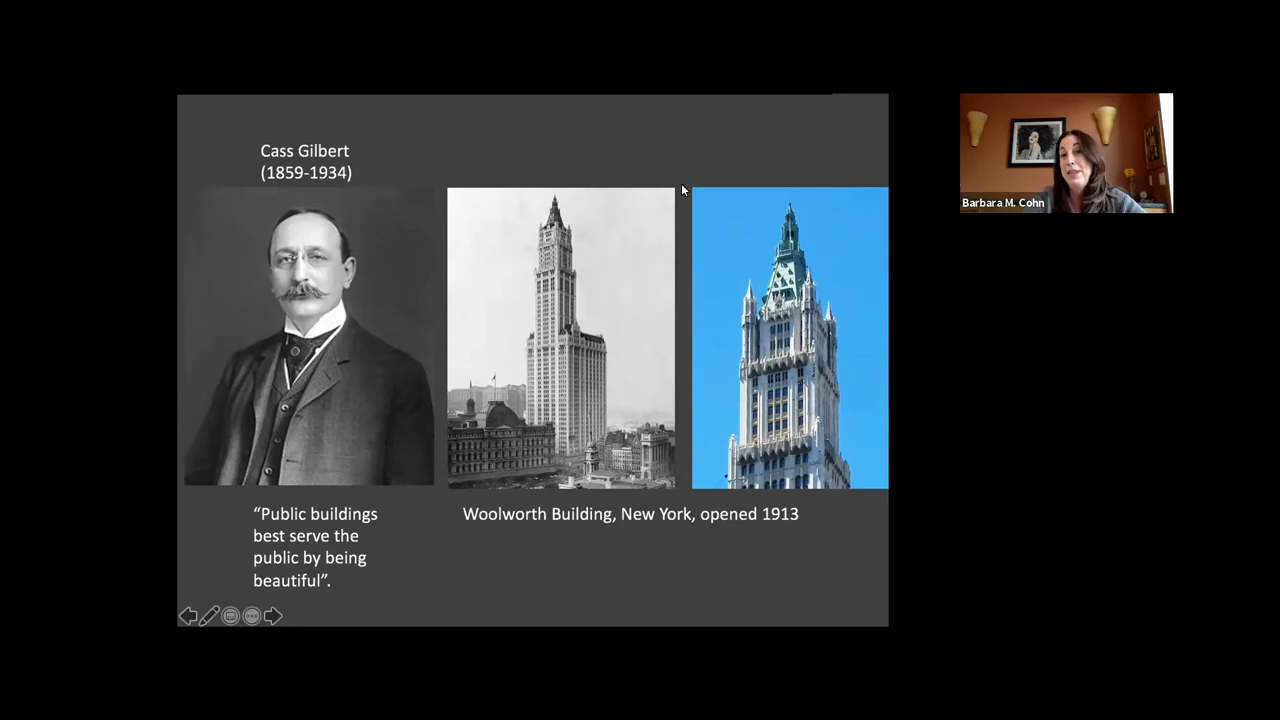 Cass Gilbert
(1859-1934)
Barbara M. Cohn
“Public buildings
best serve the
public by being
beautiful”.
Woolworth Building, New York, opened 1913